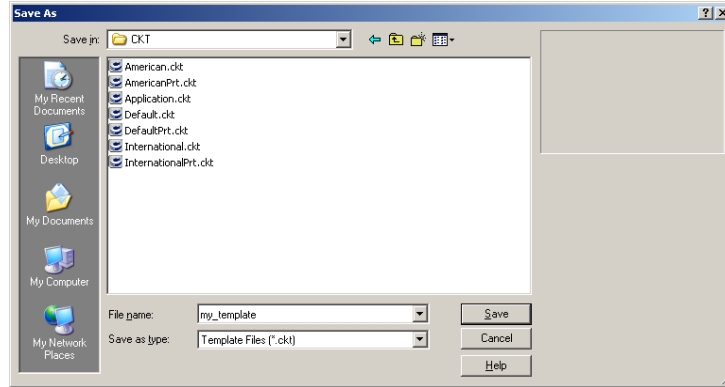 Save As
Save in:
CKT
My Recent
Documents
Desktop
My Documents
My Computer
My Network
Places
American.ckt
AmericanPrt.ckt
Application.ckt
Default.ckt
DefaultPrt.ckt
International.ckt
InternationalPrt.ckt
File name:
my_template
Save
Save as type:
Template Files (*.ckt)
Cancel
Help